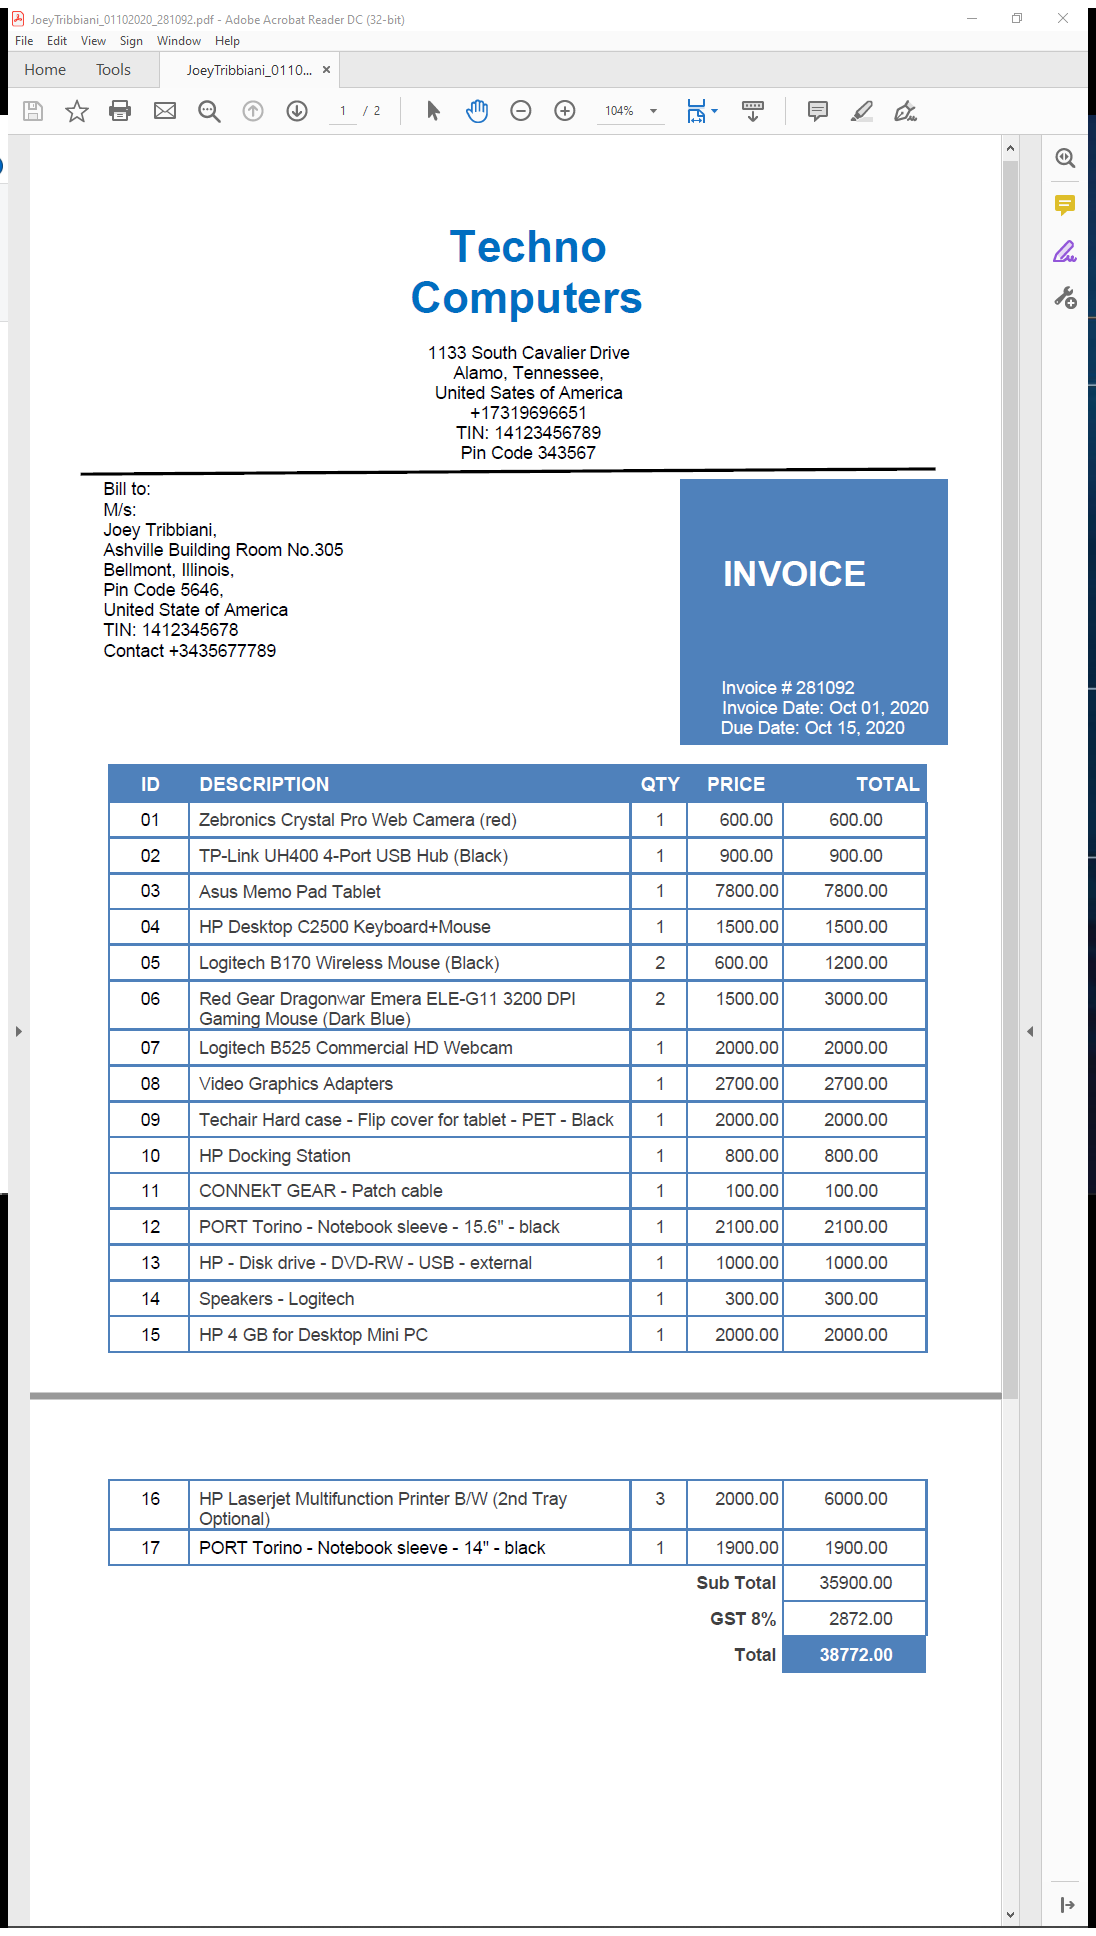 JoeyTribbiani_01102020_281092.pdf - Adobe Acrobat Reader DC (32-bit)
File Edit View Sign Window Help
Home Tools JoeyTribbiani_0110... ×
1 / 2 104%
Techno
Computers
1133 South Cavalier Drive
Alamo, Tennessee,
United Sates of America
+17319696651
TIN: 14123456789
Pin Code 343567
Bill to:
M/s:
Joey Tribbiani,
Ashville Building Room No.305
Bellmont, Illinois,
Pin Code 5646,
United State of America
TIN: 1412345678
Contact +3435677789
INVOICE
Invoice # 281092
Invoice Date: Oct 01, 2020
Due Date: Oct 15, 2020
ID DESCRIPTION QTY PRICE TOTAL
01 Zebronics Crystal Pro Web Camera (red) 1 600.00 600.00
02 TP-Link UH400 4-Port USB Hub (Black) 1 900.00 900.00
03 Asus Memo Pad Tablet 1 7800.00 7800.00
04 HP Desktop C2500 Keyboard+Mouse 1 1500.00 1500.00
05 Logitech B170 Wireless Mouse (Black) 2 600.00 1200.00
06 Red Gear Dragonwar Emera ELE-G11 3200 DPI 2 1500.00 3000.00
Gaming Mouse (Dark Blue)
07 Logitech B525 Commercial HD Webcam 1 2000.00 2000.00
08 Video Graphics Adapters 1 2700.00 2700.00
09 Techair Hard case - Flip cover for tablet - PET - Black 1 2000.00 2000.00
10 HP Docking Station 1 800.00 800.00
11 CONNEkT GEAR - Patch cable 1 100.00 100.00
12 PORT Torino - Notebook sleeve - 15.6" - black 1 2100.00 2100.00
13 HP - Disk drive - DVD-RW - USB - external 1 1000.00 1000.00
14 Speakers - Logitech 1 300.00 300.00
15 HP 4 GB for Desktop Mini PC 1 2000.00 2000.00
16 HP Laserjet Multifunction Printer B/W (2nd Tray 3 2000.00 6000.00
Optional)
17 PORT Torino - Notebook sleeve - 14" - black 1 1900.00 1900.00
Sub Total 35900.00
GST 8% 2872.00
Total 38772.00